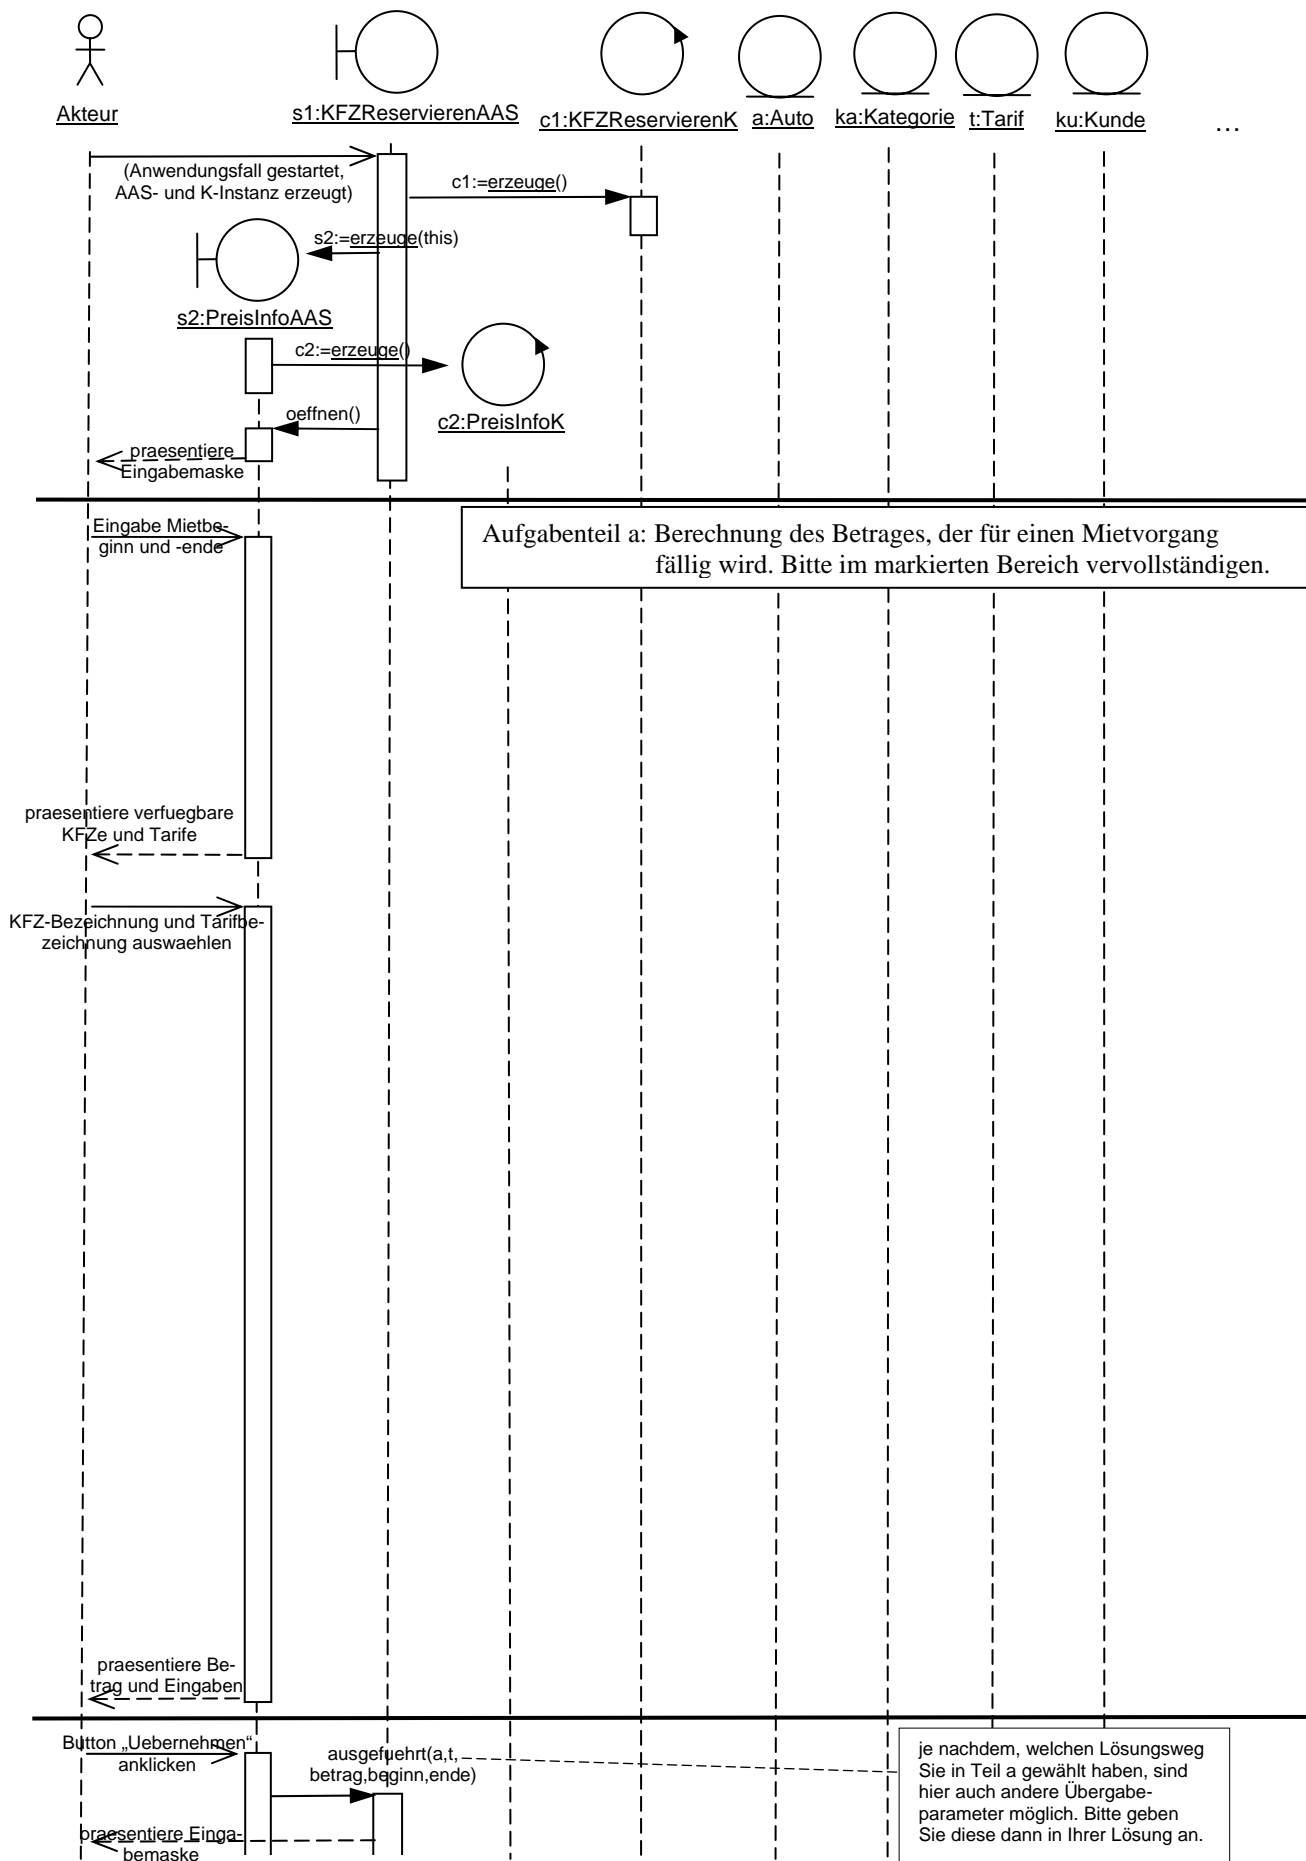 Akteur
s1:KFZReservierenAAS
c1:KFZReservierenK
a:Auto
ka:Kategorie
t:Tarif
ku:Kunde
...
(Anwendungsfall gestartet,
AAS- und K-Instanz erzeugt)
c1:=erzeuge()
s2:=erzeuge(this)
s2:PreisInfoAAS
c2:=erzeuge()
c2:PreisInfoK
oeffnen()
praesentiere
Eingabemaske
Eingabe Mietbe-
ginn und -ende
Aufgabenteil a: Berechnung des Betrages, der für einen Mietvorgang
fällig wird. Bitte im markierten Bereich vervollständigen.
praesentiere verfuegbare
KFZe und Tarife
KFZ-Bezeichnung und Tarifbe-
zeichnung auswaehlen
praesentiere Be-
trag und Eingaben
Button „Uebernehmen“
anklicken
ausgefuehrt(a,t,
betrag,beginn,ende)
je nachdem, welchen Lösungsweg
Sie in Teil a gewählt haben, sind
hier auch andere Übergabe-
parameter möglich. Bitte geben
Sie diese dann in Ihrer Lösung an.
praesentiere Einga-
bemaske